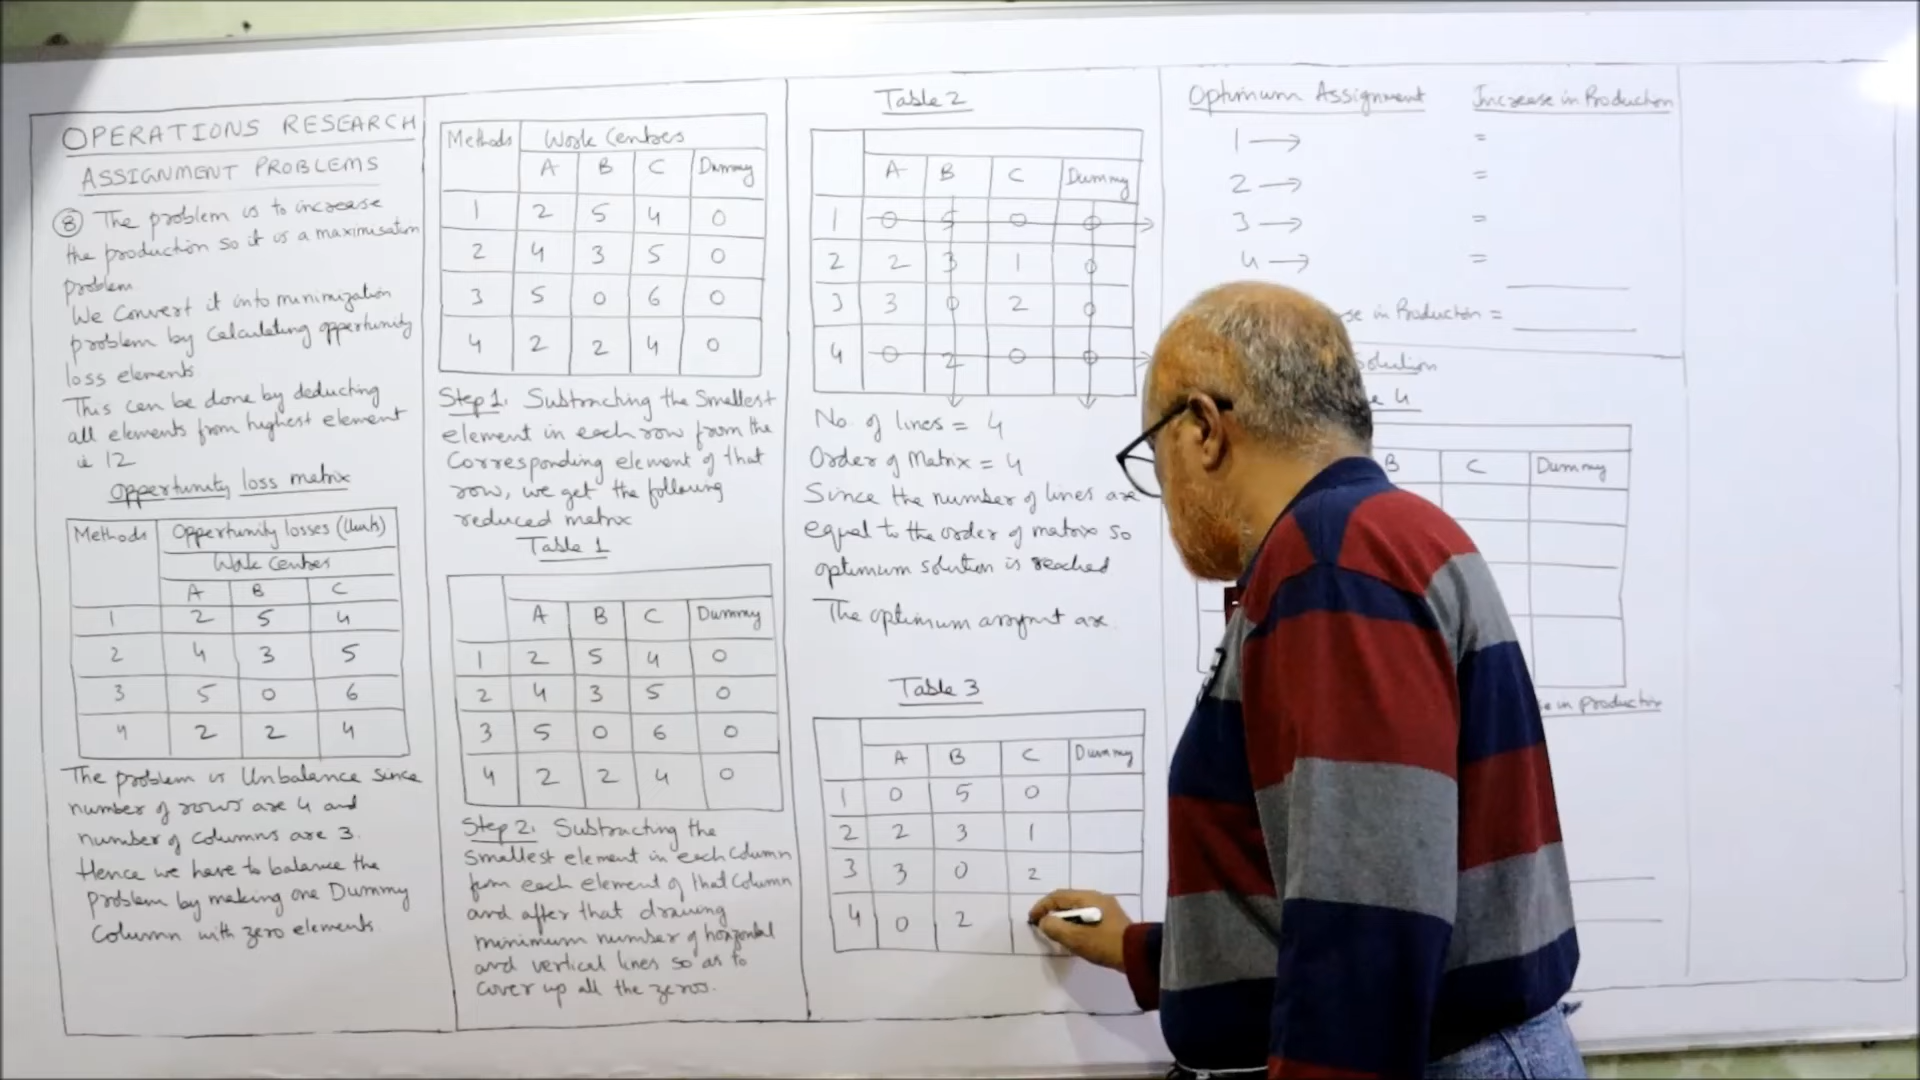 OPERATIONS RESEARCH
ASSIGNMENT PROBLEMS
(8) The problem is to increase
the production so it is a maximisation
problem
We Convert it into minimization
problem by Calculating oppertunity
loss elements
This can be done by deducting
all elements from highest element
ie 12
Oppertunity loss matrix
Methods Oppertunity losses (Units)
Work Centres
A B C
1 2 5 4
2 4 3 5
3 5 0 6
4 2 2 4
The problem is Unbalance since
number of rows are 4 and
number of Columns are 3.
Hence we have to balance the
problem by making one Dummy
Column with zero elements.
Methods Work Centres
A B C Dummy
1 2 5 4 0
2 4 3 5 0
3 5 0 6 0
4 2 2 4 0
Step 1. Subtracting the Smallest
element in each row from the
Corresponding element of that
row, we get the following
reduced matrix
Table 1
A B C Dummy
1 2 5 4 0
2 4 3 5 0
3 5 0 6 0
4 2 2 4 0
Step 2. Subtracting the
Smallest element in each Column
from each element of that Column
and after that drawing
minimum number of horizontal
and vertical lines so as to
Cover up all the zeros.
Table 2
A B C Dummy
1 0 5 0 0
2 2 3 1 0
3 3 0 2 0
4 0 2 0 0
No. of lines = 4
Order of Matrix = 4
Since the number of lines are
equal to the order of matrix so
optimum solution is reached
The optimum are
Table 3
A B C Dummy
1 0 5 0
2 2 3 1
3 3 0 2
4 0 2
Optimum Assignment Increase in Production
1 → =
2 → =
3 → =
4 → =
se in Production =
Solution
4
B C Dummy
in production